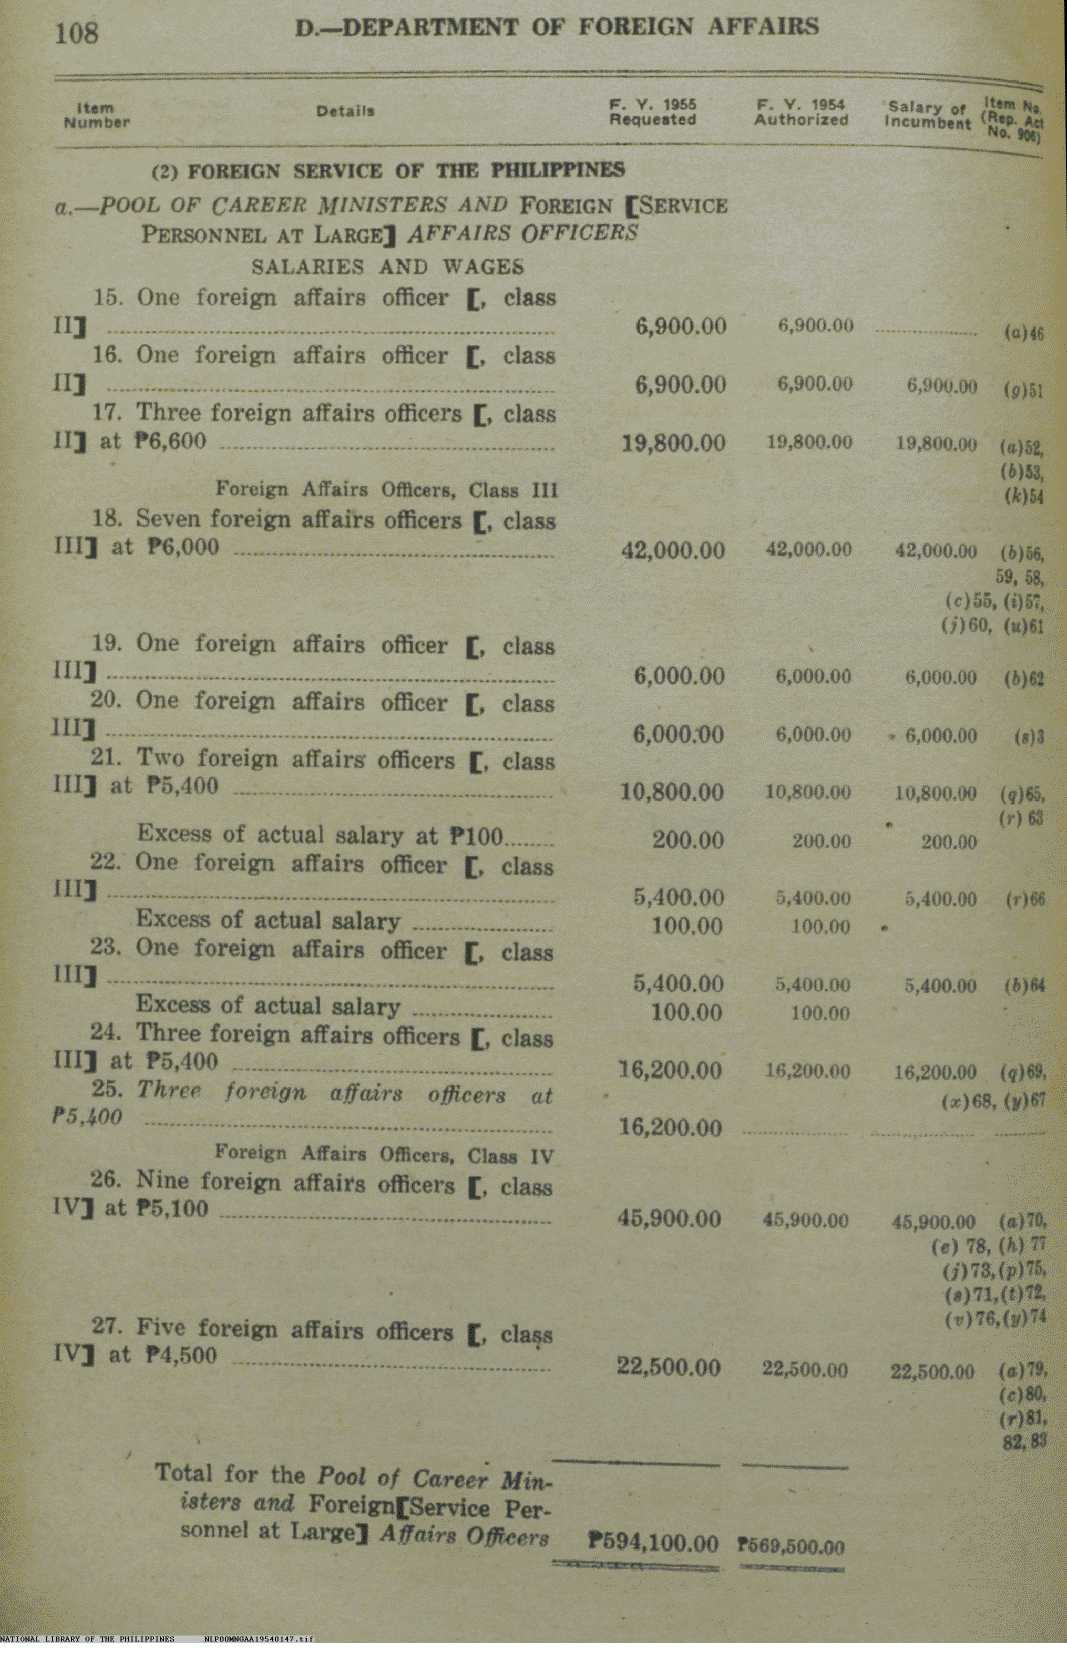 108 D.—DEPARTMENT OF FOREIGN AFFAIRS
Item Number Details F. Y. 1955 Requested F. Y. 1954 Authorized Salary of Incumbent Item No. (Rep. Act No. 906)
(2) FOREIGN SERVICE OF THE PHILIPPINES
a.—POOL OF CAREER MINISTERS AND FOREIGN [SERVICE
PERSONNEL AT LARGE] AFFAIRS OFFICERS
SALARIES AND WAGES
15. One foreign affairs officer [, class
II] 6,900.00 6,900.00 (a)46
16. One foreign affairs officer [, class
II] 6,900.00 6,900.00 6,900.00 (g)51
17. Three foreign affairs officers [, class
II] at ₱6,600 19,800.00 19,800.00 19,800.00 (a)52,
(b)53,
Foreign Affairs Officers, Class III (k)54
18. Seven foreign affairs officers [, class
III] at ₱6,000 42,000.00 42,000.00 42,000.00 (b)56,
59, 58,
(c)55, (i)57,
(j)60, (u)61
19. One foreign affairs officer [, class
III] 6,000.00 6,000.00 6,000.00 (b)62
20. One foreign affairs officer [, class
III] 6,000.00 6,000.00 6,000.00 (s)3
21. Two foreign affairs officers [, class
III] at ₱5,400 10,800.00 10,800.00 10,800.00 (q)65,
(r) 63
Excess of actual salary at ₱100 200.00 200.00 200.00
22. One foreign affairs officer [, class
III] 5,400.00 5,400.00 5,400.00 (r)66
Excess of actual salary 100.00 100.00
23. One foreign affairs officer [, class
III] 5,400.00 5,400.00 5,400.00 (b)64
Excess of actual salary 100.00 100.00
24. Three foreign affairs officers [, class
III] at ₱5,400 16,200.00 16,200.00 16,200.00 (q)69,
(x)68, (y)67
25. Three foreign affairs officers at
₱5,400 16,200.00
Foreign Affairs Officers, Class IV
26. Nine foreign affairs officers [, class
IV] at ₱5,100 45,900.00 45,900.00 45,900.00 (a)70,
(e) 78, (h) 77
(j)73,(p)75,
(s)71,(t)72,
(v)76,(y)74
27. Five foreign affairs officers [, class
IV] at ₱4,500 22,500.00 22,500.00 22,500.00 (a)79,
(c)80,
(r)81,
82, 83
Total for the Pool of Career Min-
isters and Foreign[Service Per-
sonnel at Large] Affairs Officers ₱594,100.00 ₱569,500.00
NATIONAL LIBRARY OF THE PHILIPPINES NLPOOMNGAA19540147.tif